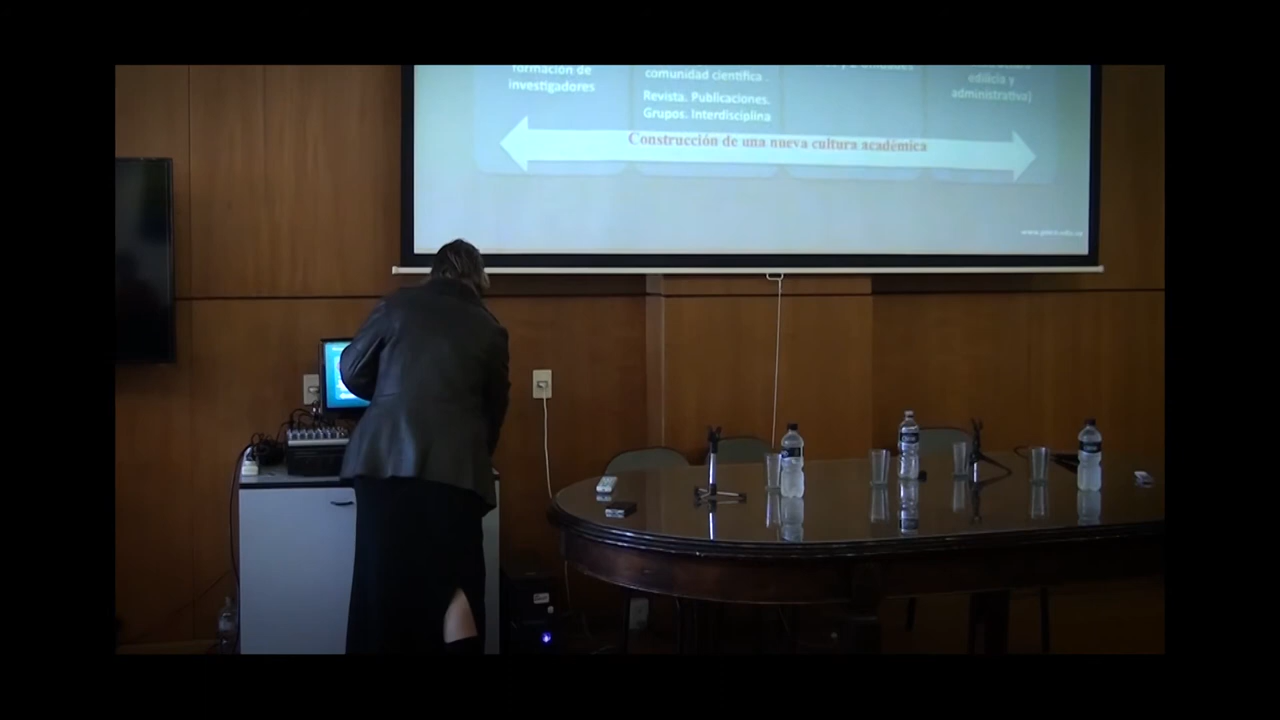 formación de
investigadores
comunidad científica
Revista. Publicaciones.
Grupos. Interdisciplina
edilicia y
administrativa)
Construcción de una nueva cultura académica